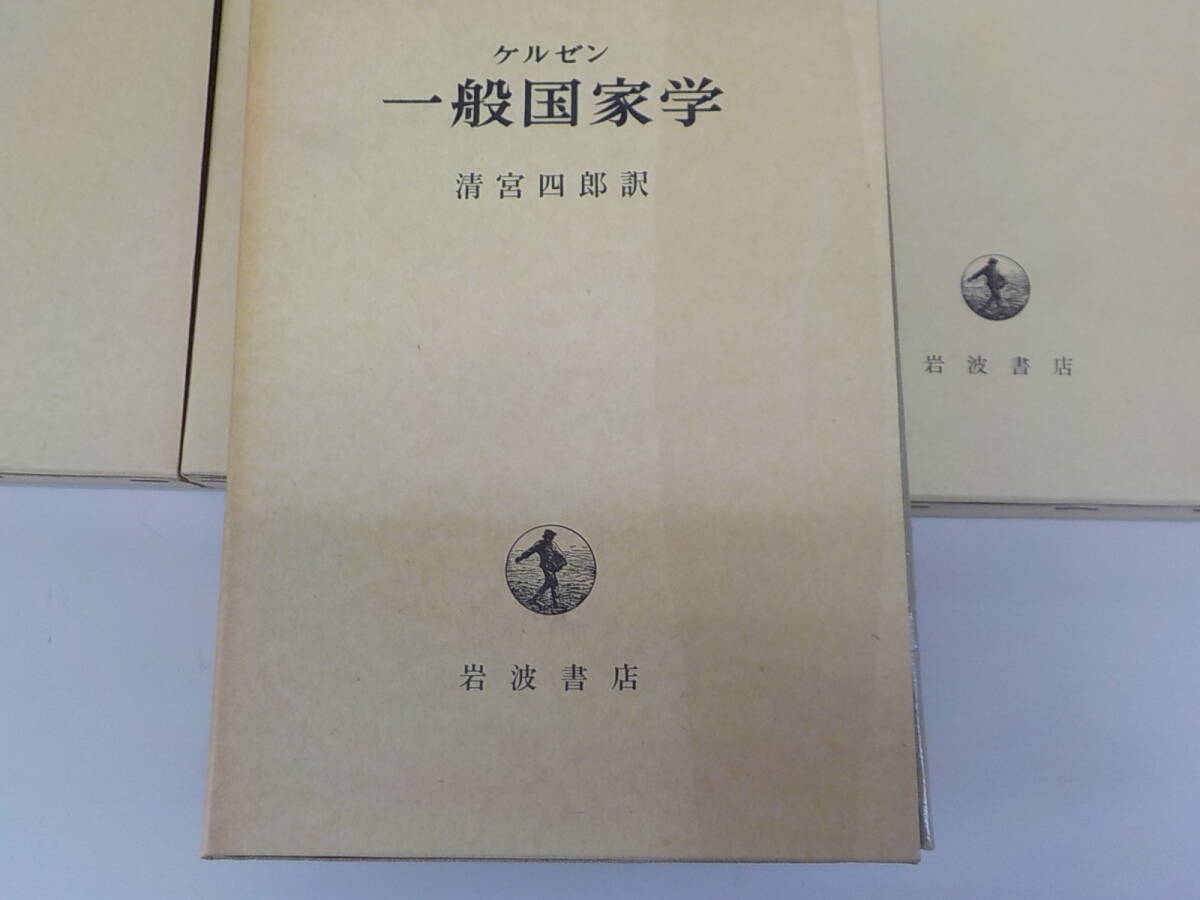 ケルゼン
一般国家学
清宮四郎訳
岩波書店
岩波書店